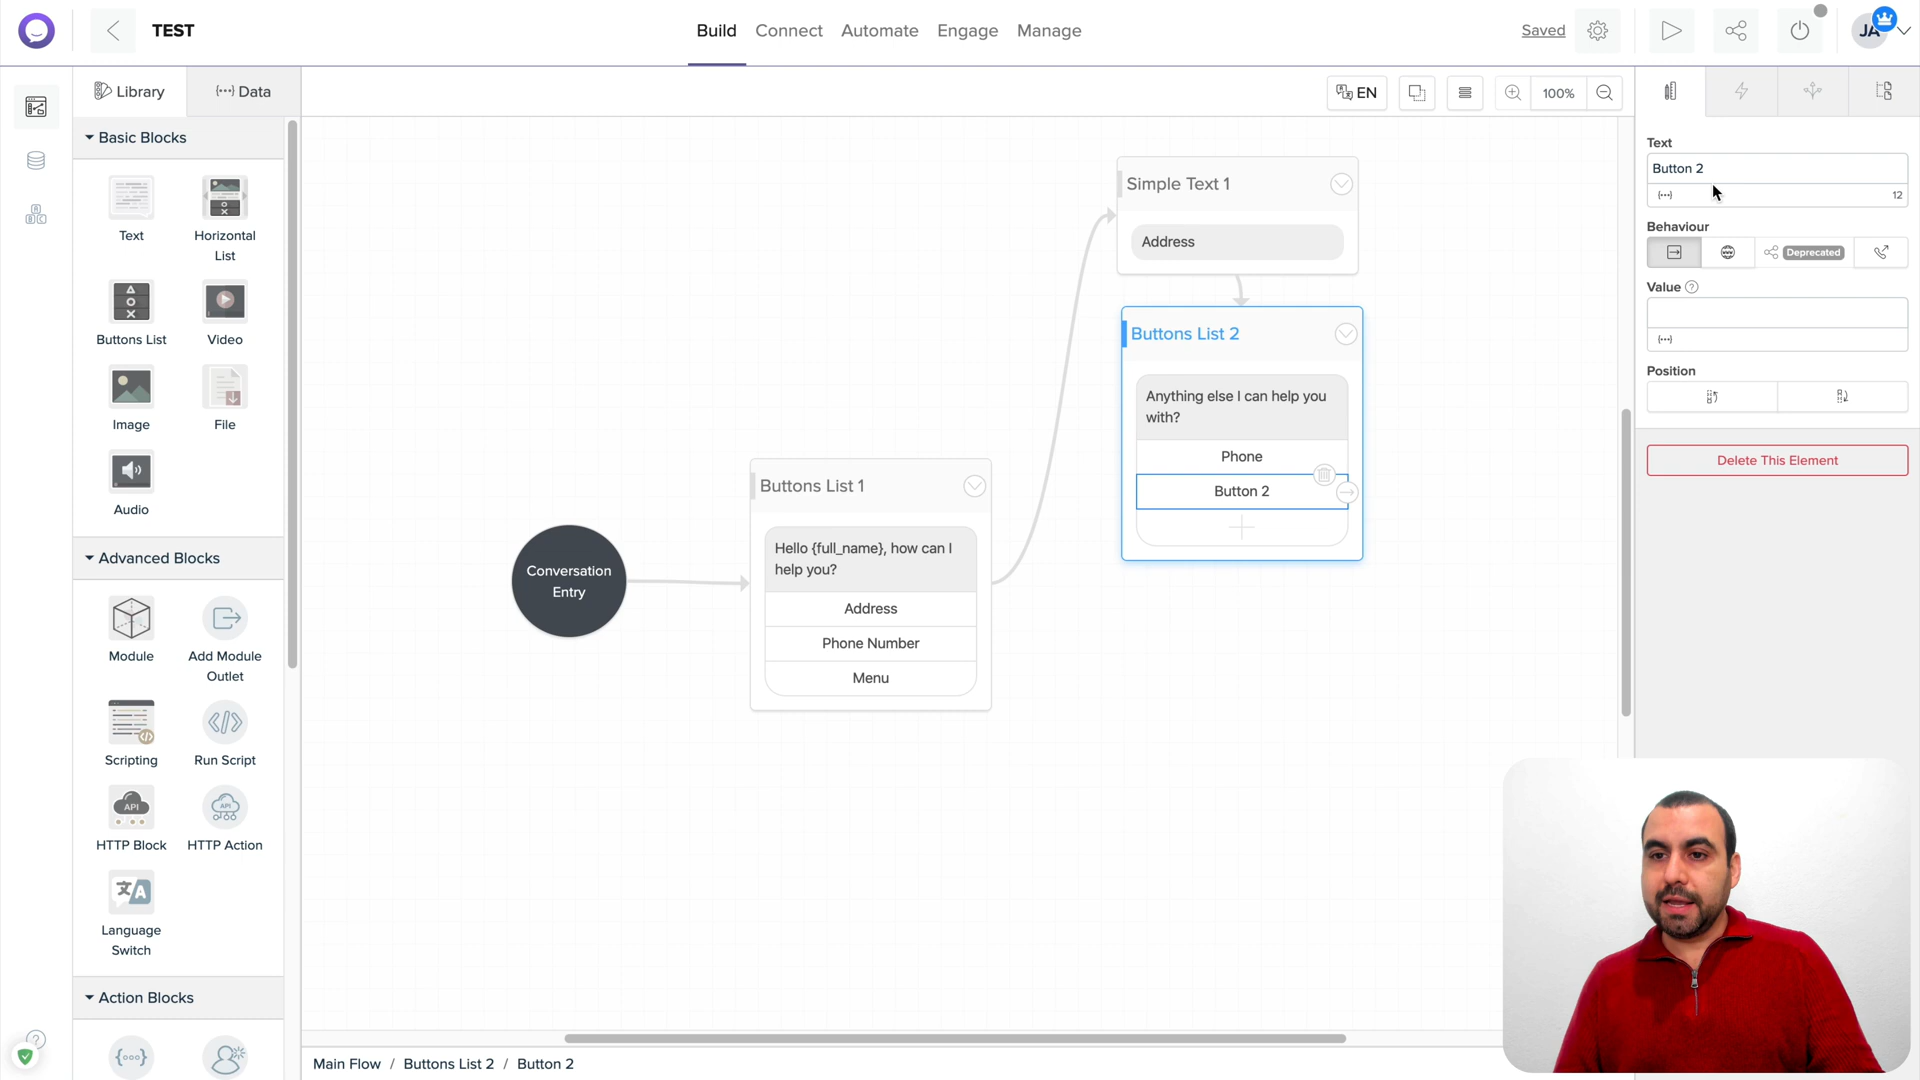 TEST
Build
Connect
Automate
Engage
Manage
Saved
JA
Library
Data
EN
100%
Basic Blocks
Text
Horizontal
List
Buttons List
Video
Image
File
Audio
Advanced Blocks
Module
Add Module
Outlet
Scripting
Run Script
API
API
HTTP Block
HTTP Action
Language
Switch
Action Blocks
Conversation
Entry
Buttons List 1
Hello {full_name}, how can I
help you?
Address
Phone Number
Menu
Simple Text 1
Address
Buttons List 2
Anything else I can help you
with?
Phone
Button 2
Text
Button 2
12
Behaviour
Deprecated
Value
Position
Delete This Element
Main Flow / Buttons List 2 / Button 2